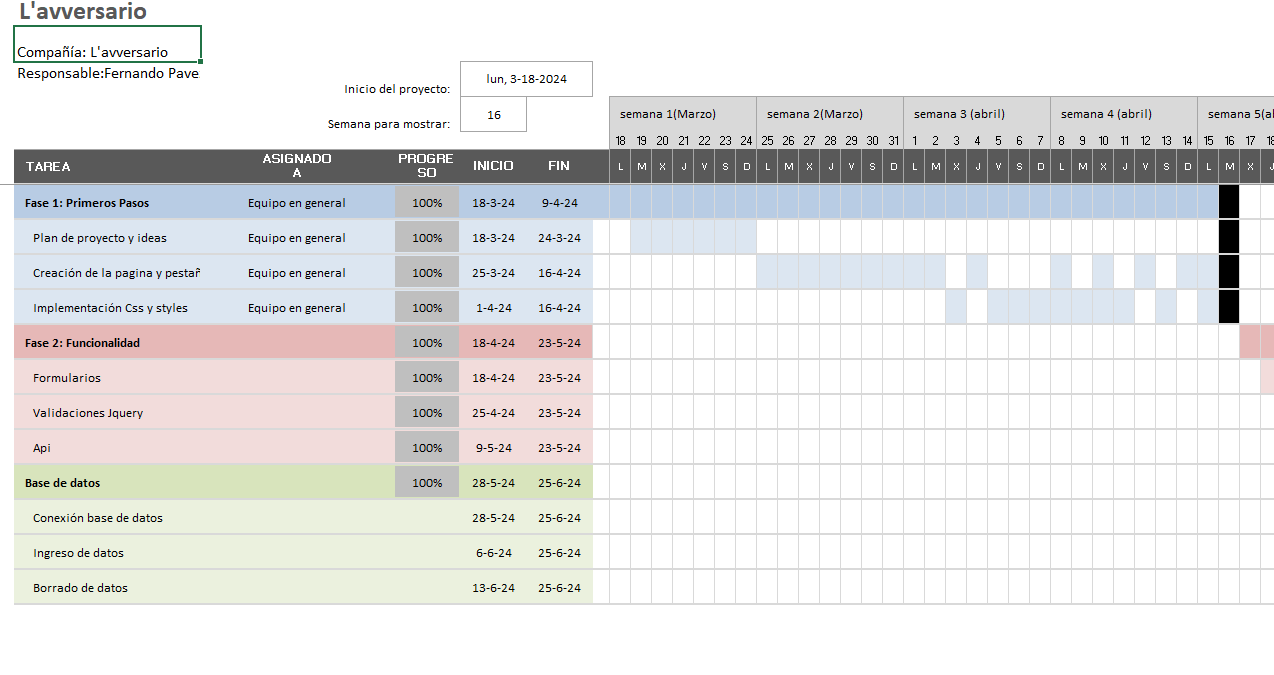 L'avversario
Compañía: L'avversario
Responsable:Fernando Pave
Inicio del proyecto: lun, 3-18-2024
Semana para mostrar: 16
semana 1(Marzo) semana 2(Marzo) semana 3 (abril) semana 4 (abril) semana 5(al
18 19 20 21 22 23 24 25 26 27 28 29 30 31 1 2 3 4 5 6 7 8 9 10 11 12 13 14 15 16 17 18
TAREA ASIGNADO A PROGRESO INICIO FIN L M X J V S D L M X J V S D L M X J V S D L M X J V S D L M X J
Fase 1: Primeros Pasos Equipo en general 100% 18-3-24 9-4-24
Plan de proyecto y ideas Equipo en general 100% 18-3-24 24-3-24
Creación de la pagina y pestañ Equipo en general 100% 25-3-24 16-4-24
Implementación Css y styles Equipo en general 100% 1-4-24 16-4-24
Fase 2: Funcionalidad 100% 18-4-24 23-5-24
Formularios 100% 18-4-24 23-5-24
Validaciones Jquery 100% 25-4-24 23-5-24
Api 100% 9-5-24 23-5-24
Base de datos 100% 28-5-24 25-6-24
Conexión base de datos 28-5-24 25-6-24
Ingreso de datos 6-6-24 25-6-24
Borrado de datos 13-6-24 25-6-24